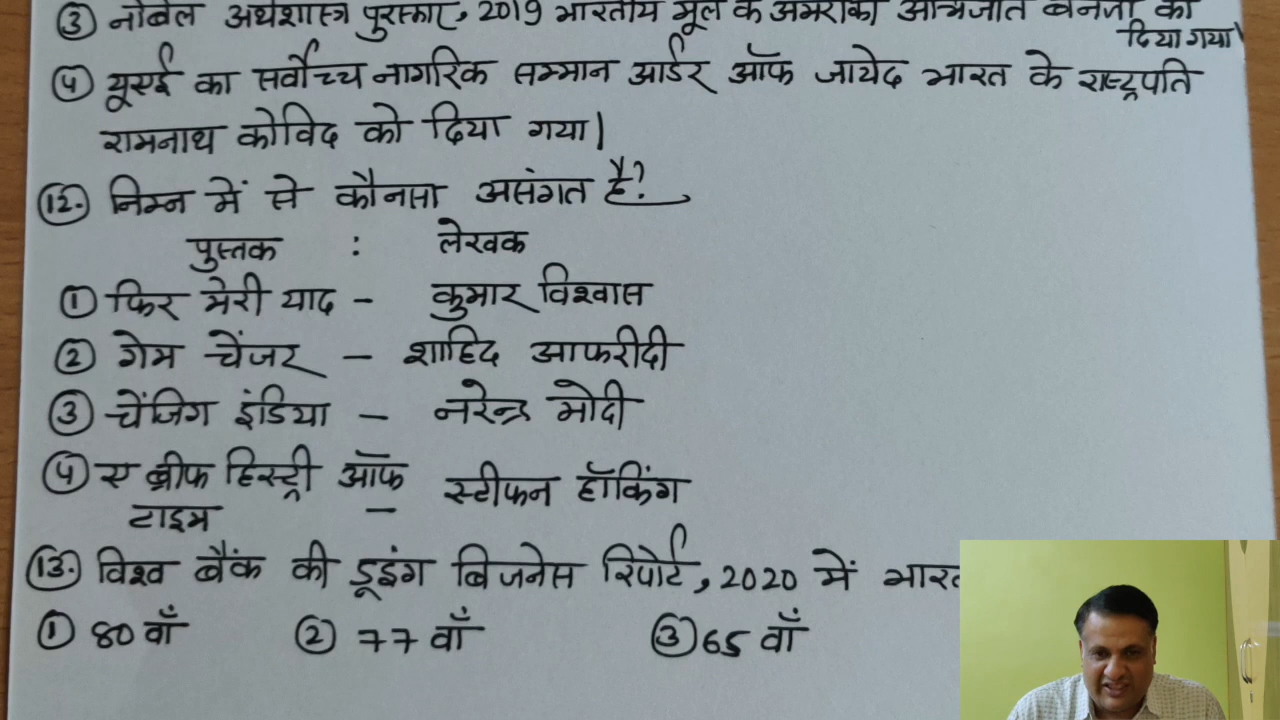 ③ नोबेल अर्थशास्त्र पुरस्कार, 2019 भारतीय मूल के अमरीकी बनर्जी को
दिया गया
④ यूएई का सर्वोच्च नागरिक सम्मान आर्डर ऑफ जायेद भारत के राष्ट्रपति
रामनाथ कोविद को दिया गया।
12. निम्न में से कौनसा असंगत है?
पुस्तक : लेखक
① फिर मेरी याद – कुमार विश्वास
② गेम चेंजर – शाहिद आफरीदी
③ चेंजिग इंडिया – नरेन्द्र मोदी
④ ए ब्रीफ हिस्ट्री ऑफ
टाइम – स्टीफन हॉकिंग
13. विश्व बैंक की डूइंग बिजनेस रिपोर्ट, 2020 में
① 80 वाँ ② 77 वाँ ③ 65 वाँ